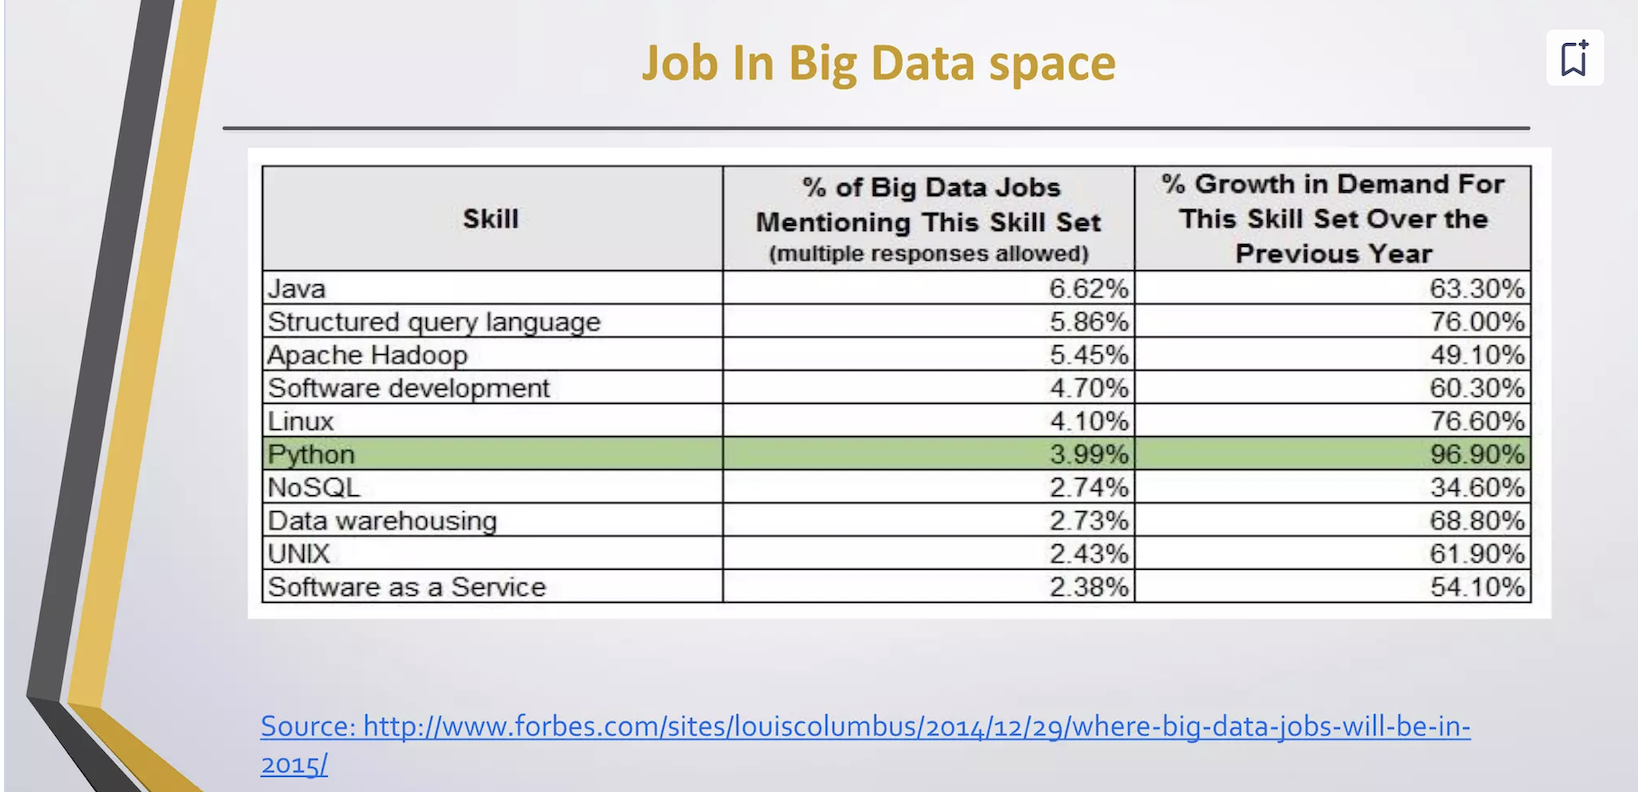 Job In Big Data space
Skill
% of Big Data Jobs
Mentioning This Skill Set
(multiple responses allowed)
% Growth in Demand For
This Skill Set Over the
Previous Year
Java 6.62% 63.30%
Structured query language 5.86% 76.00%
Apache Hadoop 5.45% 49.10%
Software development 4.70% 60.30%
Linux 4.10% 76.60%
Python 3.99% 96.90%
NoSQL 2.74% 34.60%
Data warehousing 2.73% 68.80%
UNIX 2.43% 61.90%
Software as a Service 2.38% 54.10%
Source: http://www.forbes.com/sites/louiscolumbus/2014/12/29/where-big-data-jobs-will-be-in-
2015/